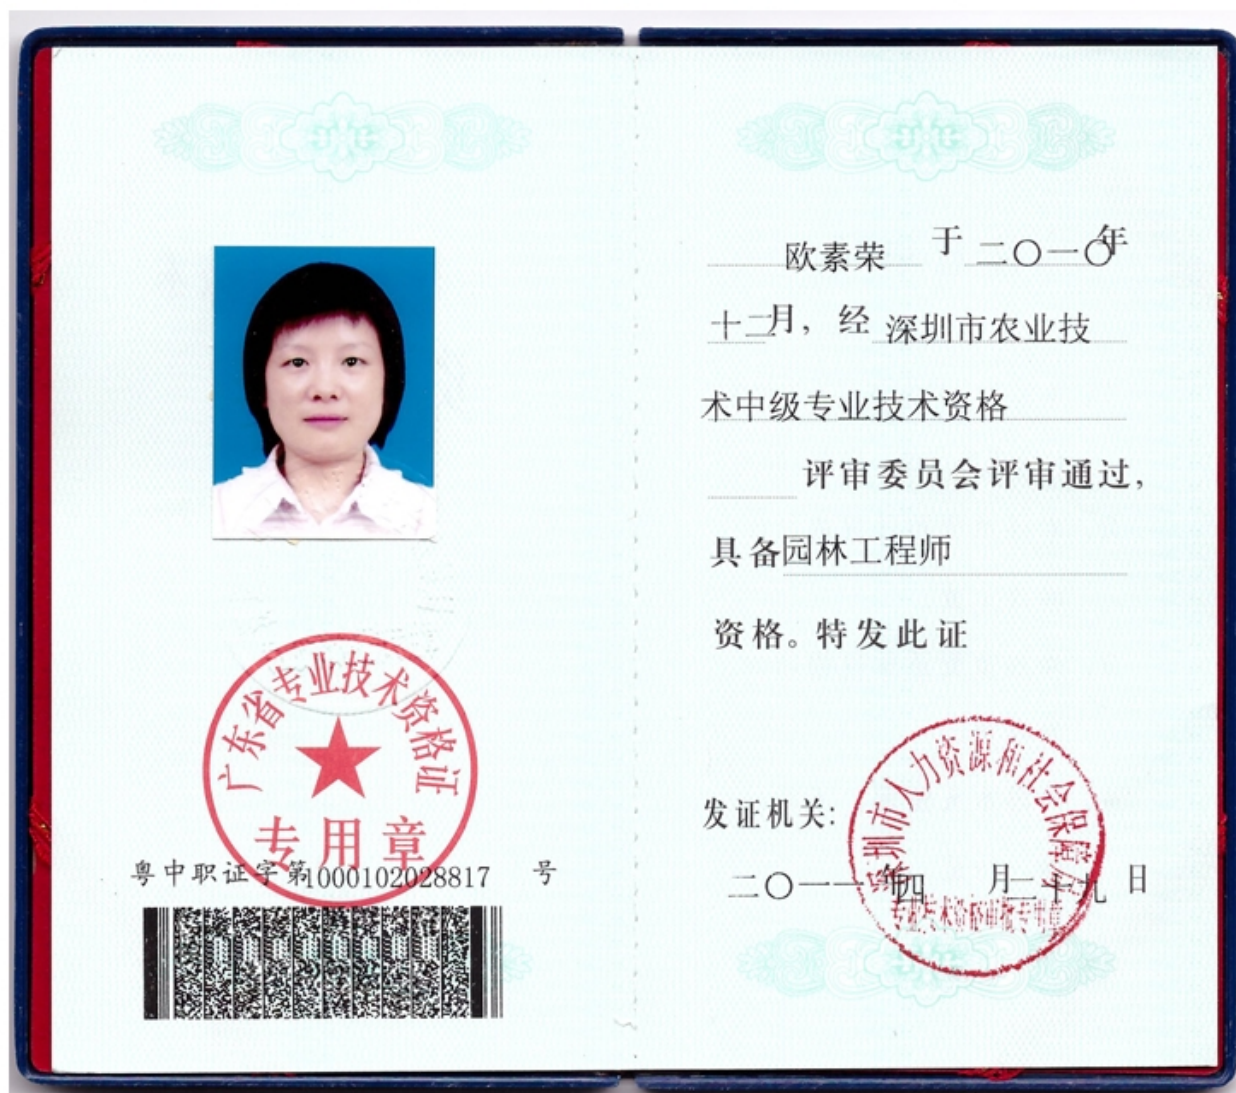 广东省专业技术资格证
专用章
粤中职证字第1000102028817 号
欧素荣 于 二〇一〇年
十二月，经 深圳市农业技
术中级专业技术资格
评审委员会评审通过，
具备园林工程师
资格。特发此证
深圳市人力资源和社会保障局
发证机关：
二〇一一年四 月二十九 日